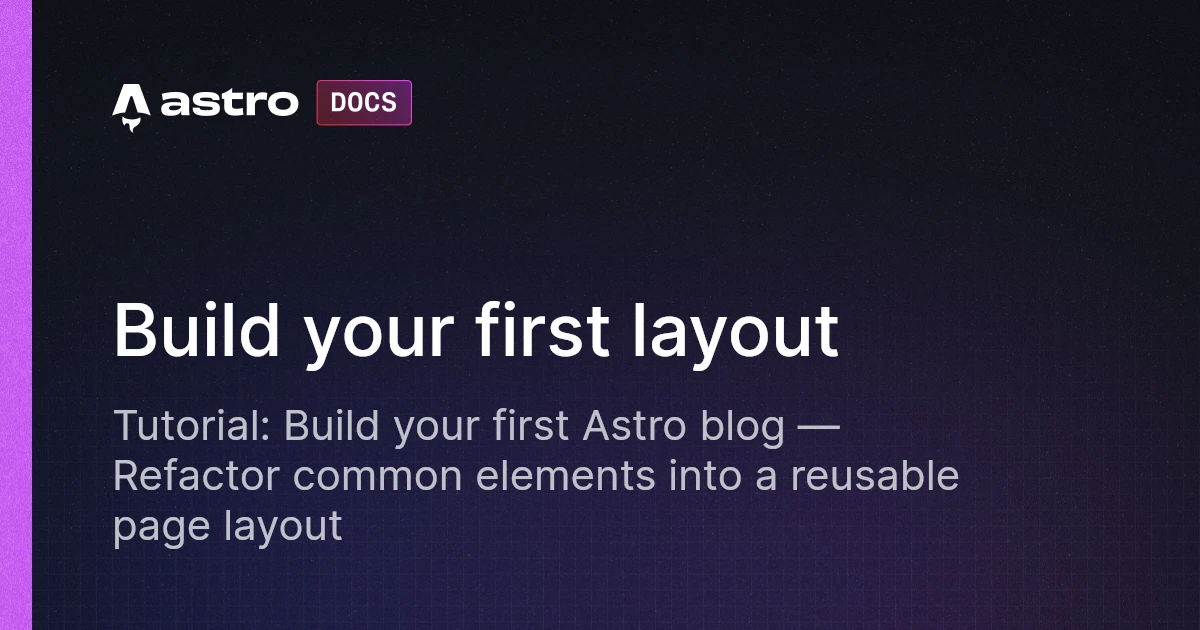 astro DOCS
Build your first layout
Tutorial: Build your first Astro blog —
Refactor common elements into a reusable
page layout